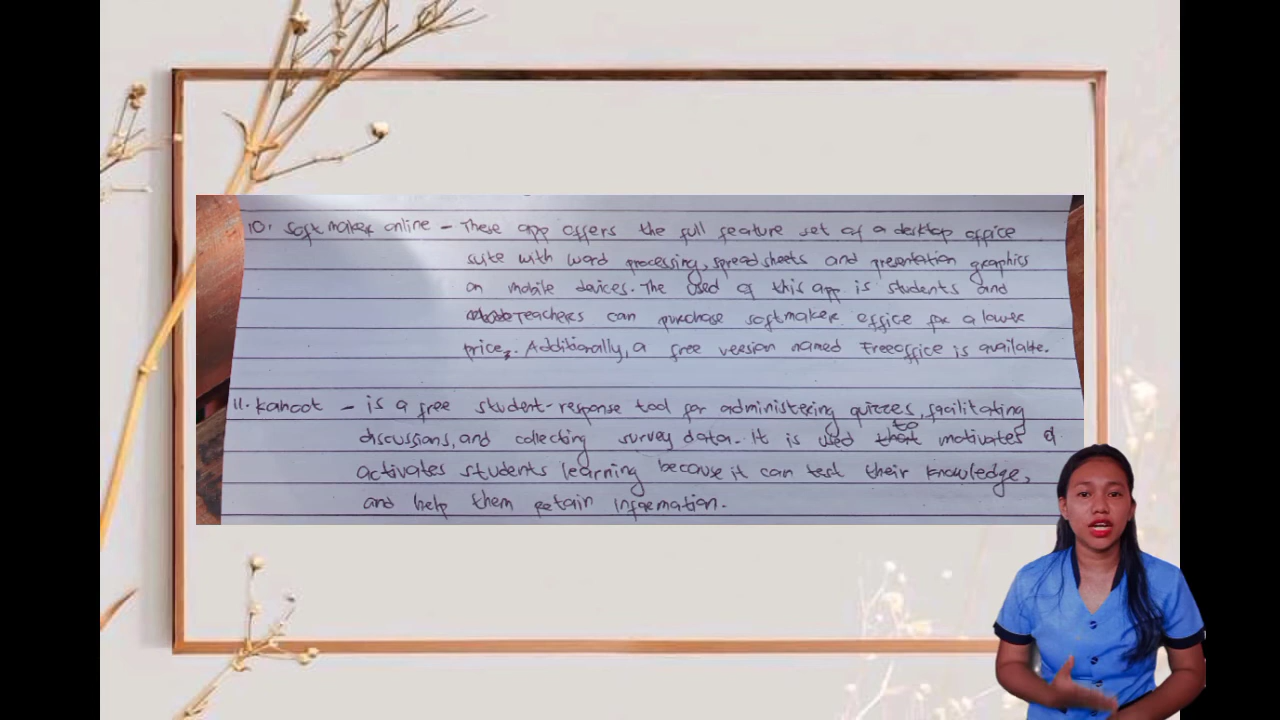 10. Softmaker online - These app offers the full feature set of a desktop office
suite with word processing, spreadsheets and presentation graphics
on mobile devices. The used of this app is students and
Teachers can purchase softmaker office for a lower
price. Additionally, a free version named Freeoffice is available.
11. Kahoot - is a free student-response tool for administering quizzes, facilitating
discussions, and collecting survey data. It is used to motivates &
activates students learning because it can test their knowledge,
and help them retain information.